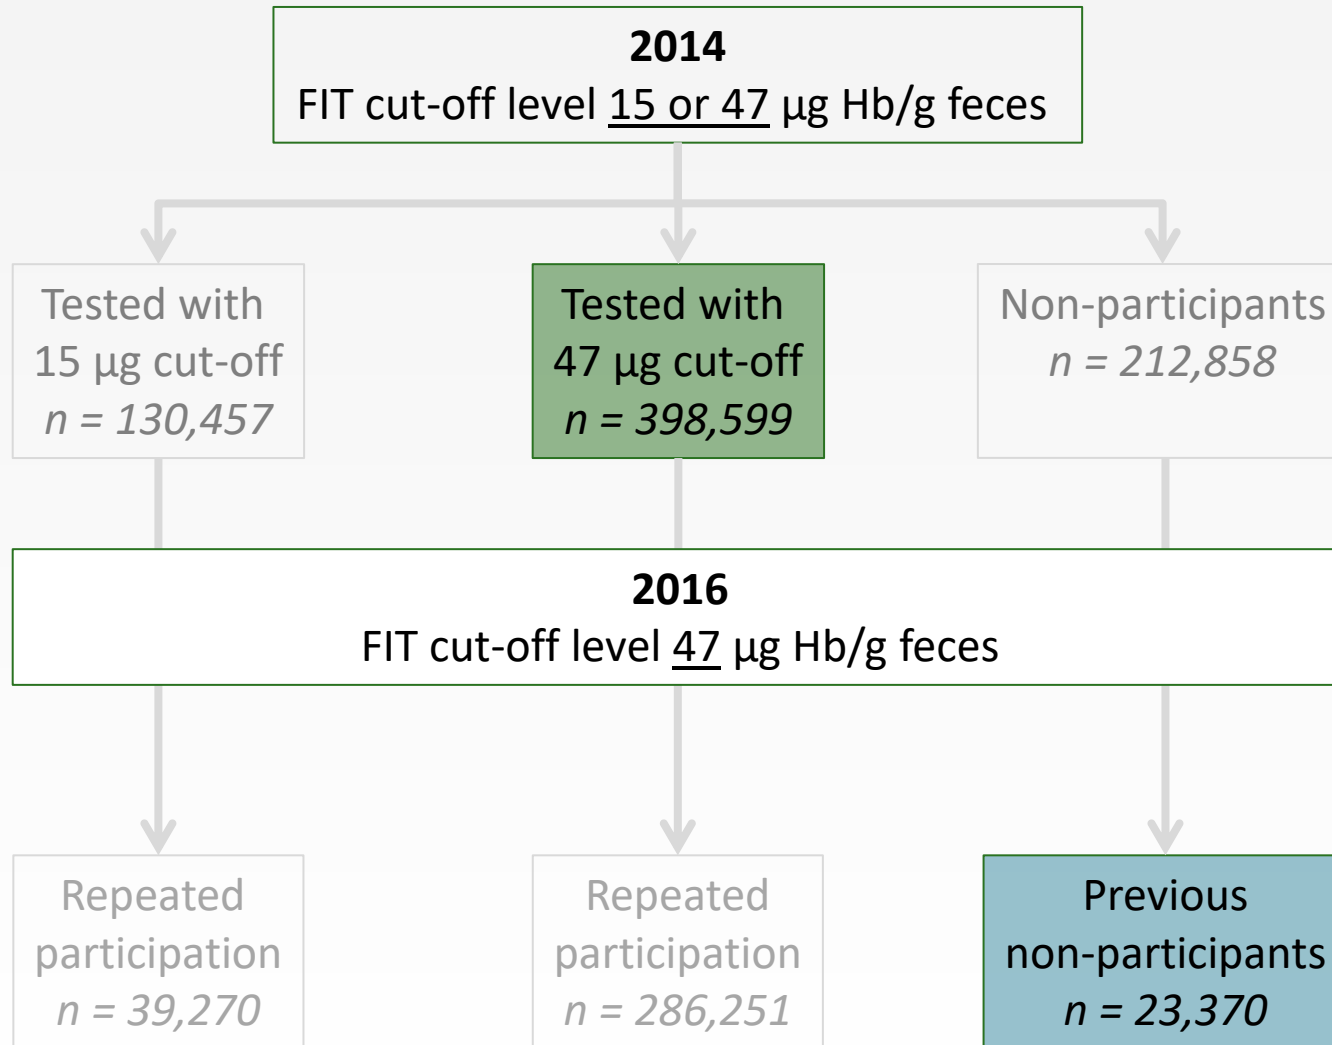 2014
FIT cut-off level 15 or 47 µg Hb/g feces
Tested with
15 µg cut-off
n = 130,457
Tested with
47 µg cut-off
n = 398,599
Non-participants
n = 212,858
2016
FIT cut-off level 47 µg Hb/g feces
Repeated
participation
n = 39,270
Repeated
participation
n = 286,251
Previous
non-participants
n = 23,370